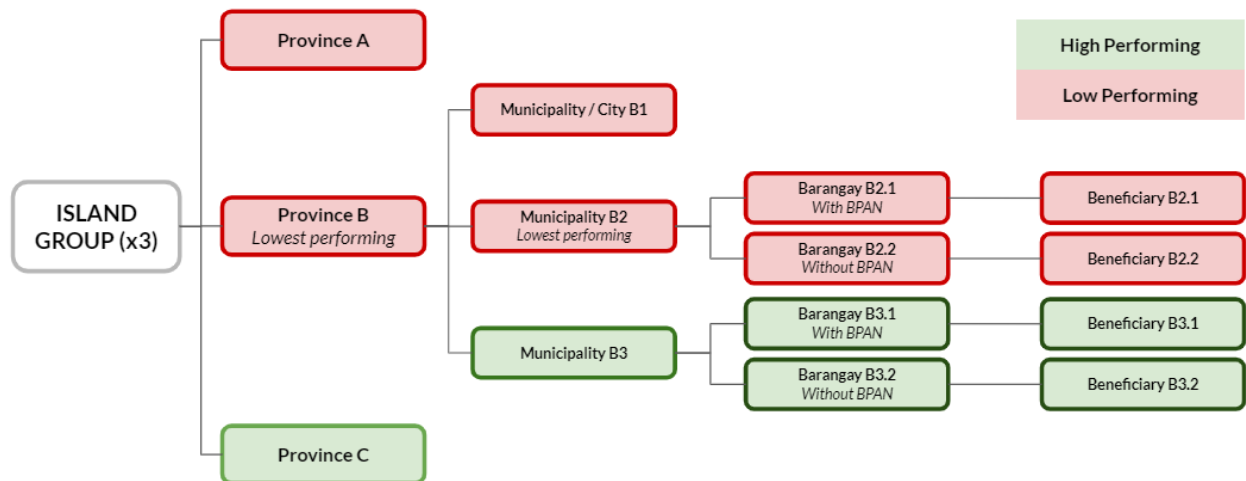 Province A
High Performing
Low Performing
Municipality / City B1
ISLAND
GROUP (x3)
Province B
Lowest performing
Municipality B2
Lowest performing
Barangay B2.1
With BPAN
Beneficiary B2.1
Barangay B2.2
Without BPAN
Beneficiary B2.2
Municipality B3
Barangay B3.1
With BPAN
Beneficiary B3.1
Barangay B3.2
Without BPAN
Beneficiary B3.2
Province C